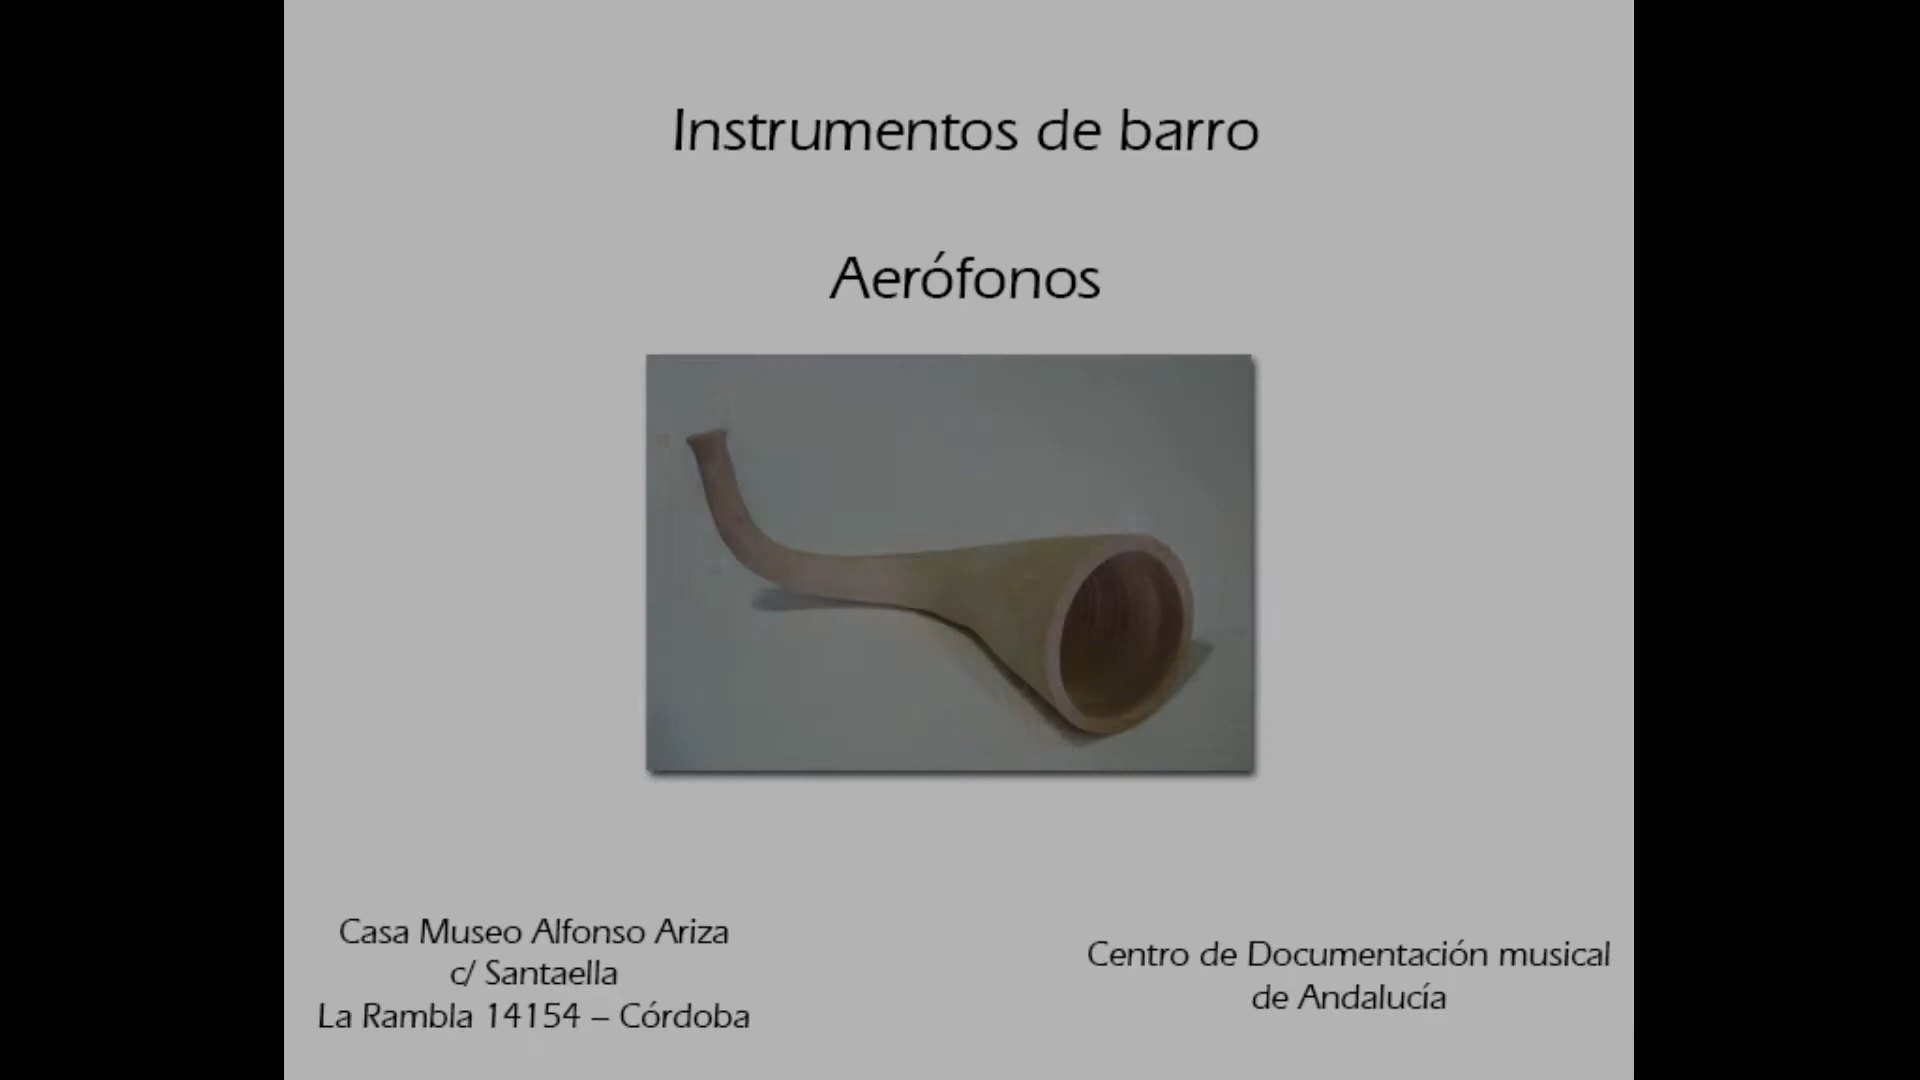 Instrumentos de barro
Aerófonos
Casa Museo Alfonso Ariza
c/ Santaella
La Rambla 14154 – Córdoba
Centro de Documentación musical
de Andalucía